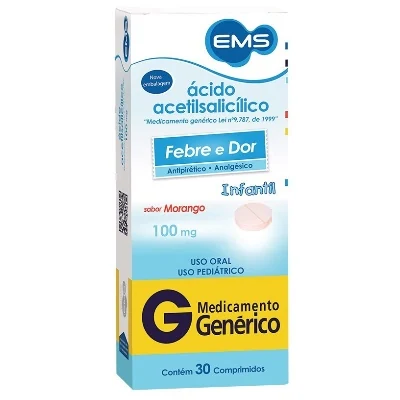 EMS
Nova
embalagem
ácido
acetilsalicílico
"Medicamento genérico Lei nº9.787, de 1999"
Febre e Dor
Antipirético • Analgésico
Infantil
sabor Morango
100 mg
USO ORAL
USO PEDIÁTRICO
G Medicamento
Genérico
Contém 30 Comprimidos